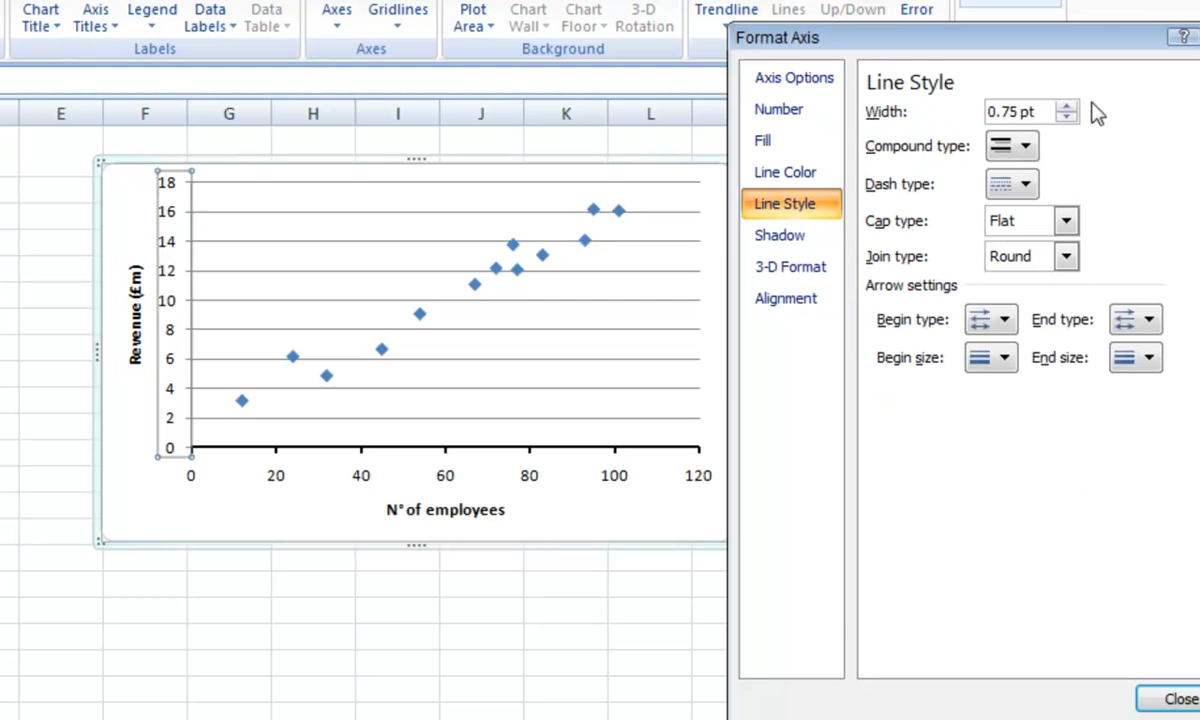 Chart Axis Legend Data Data Axes Gridlines Plot Chart Chart 3-D Trendline Lines Up/Down Error
Title Titles Labels Table Area Wall Floor Rotation
Labels Axes Background
Format Axis ?
E F G H I J K L
Axis Options
Number
Fill
Line Color
Line Style
Shadow
3-D Format
Alignment
Line Style
Width: 0.75 pt
Compound type:
Dash type:
Cap type: Flat
Join type: Round
Arrow settings
Begin type: End type:
Begin size: End size:
Close
Revenue (£m)
18
16
14
12
10
8
6
4
2
0
0 20 40 60 80 100 120
N° of employees